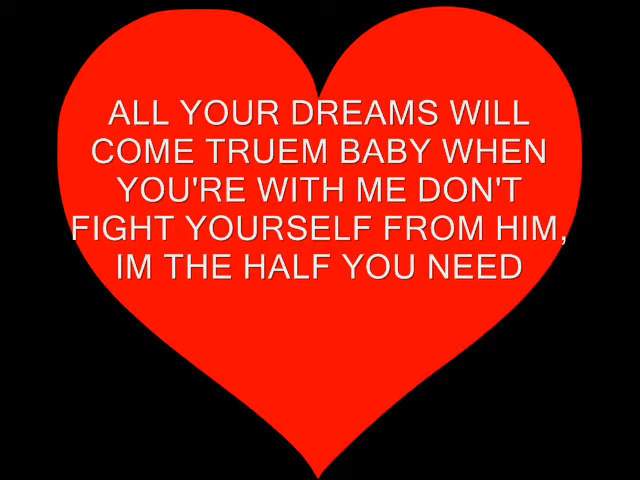 ALL YOUR DREAMS WILL
COME TRUEM BABY WHEN
YOU'RE WITH ME DON'T
FIGHT YOURSELF FROM HIM,
IM THE HALF YOU NEED